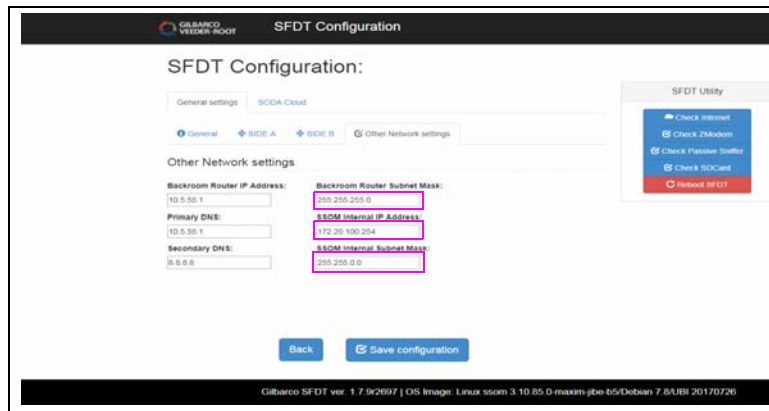 GILBARCO
VEEDER-ROOT
SFDT Configuration
SFDT Configuration:
General settings
SODA Cloud
General
SIDE A
SIDE B
Other Network settings
Other Network settings
Backroom Router IP Address:
Backroom Router Subnet Mask:
10.5.55.1
255.255.255.0
Primary DNS:
SSOM Internal IP Address:
10.5.55.1
172.20.100.254
Secondary DNS:
SSOM Internal Subnet Mask:
8.8.8.8
255.255.0.0
SFDT Utility
Check Internet
Check ZModem
Check Passive Sniffer
Check SDCard
Reboot SFDT
Back
Save configuration
Gilbarco SFDT ver. 1.7.9r2697 | OS Image: Linux ssom 3.10.85.0-maxim-jibe-b5/Debian 7.8/UBI 20170726